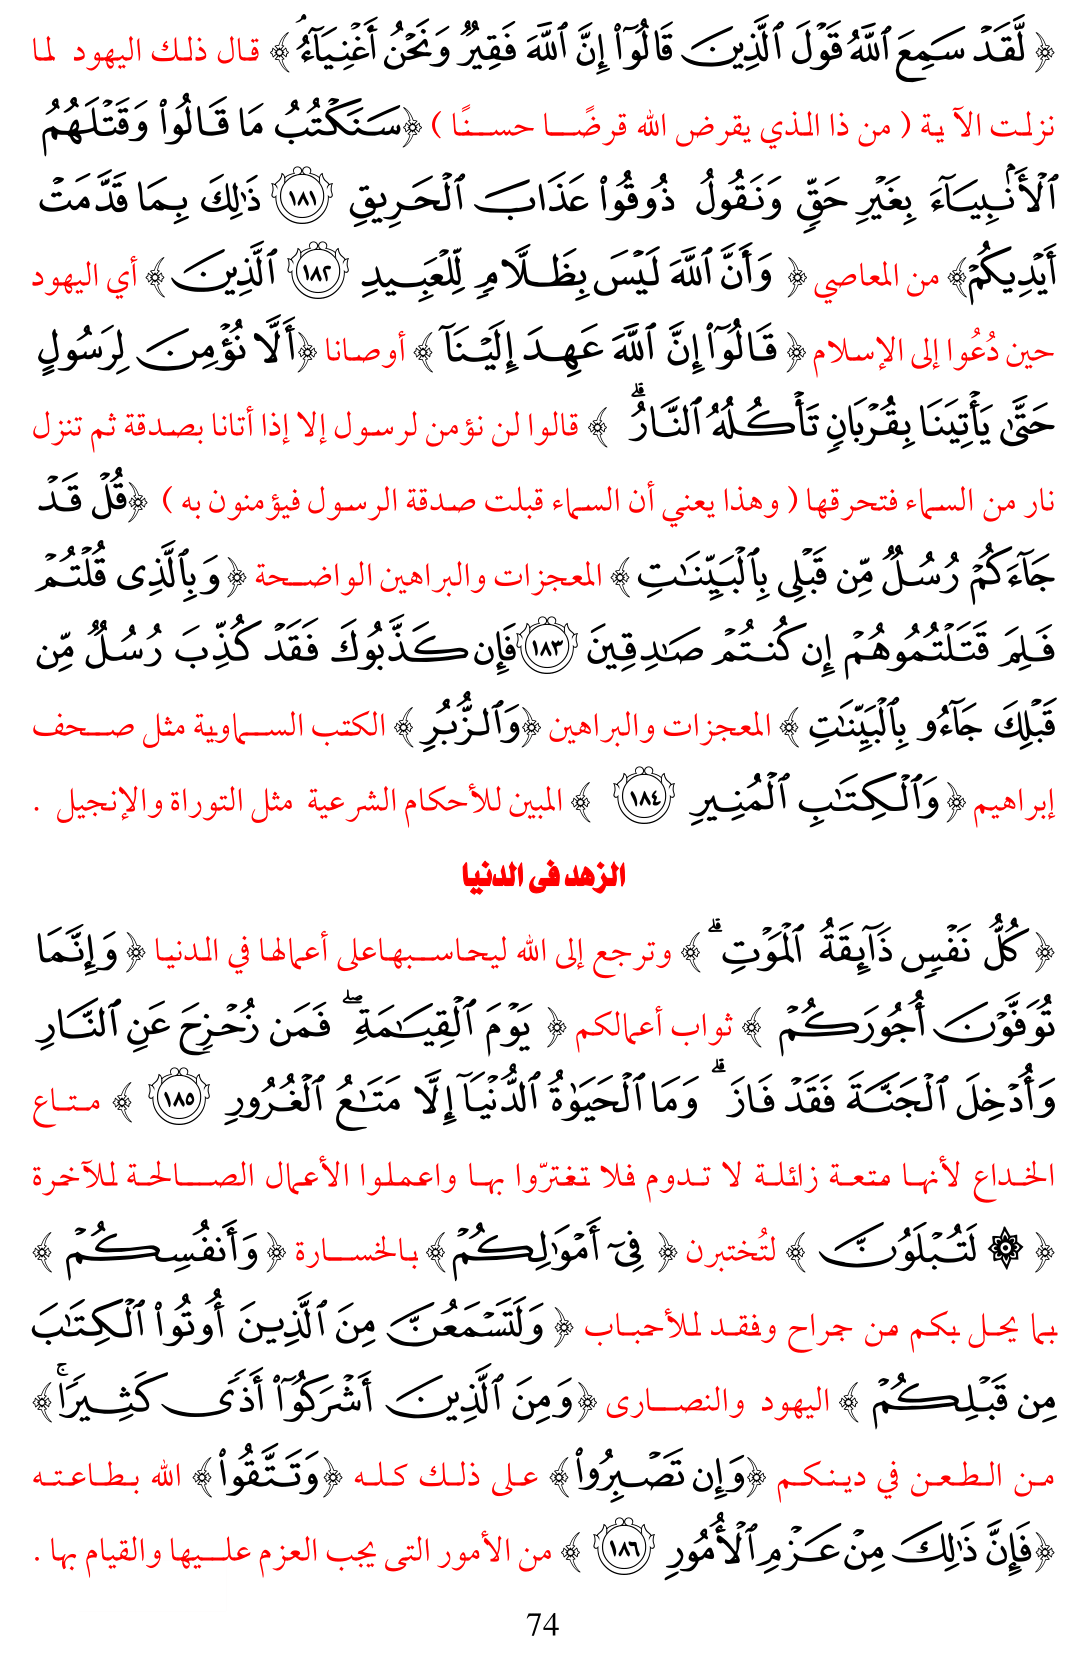 ﴿ لَّقَدۡ سَمِعَ ٱللَّهُ قَوۡلَ ٱلَّذِينَ قَالُوٓاْ إِنَّ ٱللَّهَ فَقِيرٞ وَنَحۡنُ أَغۡنِيَآءُۘ ﴾ قال ذلك اليهود لما
نزلت الآية ( من ذا الذي يقرض الله قرضًا حسنًا ) ﴿سَنَكۡتُبُ مَا قَالُواْ وَقَتۡلَهُمُ
ٱلۡأَنۢبِيَآءَ بِغَيۡرِ حَقّٖ وَنَقُولُ ذُوقُواْ عَذَابَ ٱلۡحَرِيقِ ١٨١ ذَٰلِكَ بِمَا قَدَّمَتۡ
أَيۡدِيكُمۡ﴾ من المعاصي ﴿ وَأَنَّ ٱللَّهَ لَيۡسَ بِظَلَّامٖ لِّلۡعَبِيدِ ١٨٢ ٱلَّذِينَ ﴾ أي اليهود
حين دُعُوا إلى الإسلام ﴿ قَالُوٓاْ إِنَّ ٱللَّهَ عَهِدَ إِلَيۡنَآ ﴾ أوصانا ﴿أَلَّا نُؤۡمِنَ لِرَسُولٍ
حَتَّىٰ يَأۡتِيَنَا بِقُرۡبَانٖ تَأۡكُلُهُ ٱلنَّارُۗ ﴾ قالوا لن نؤمن لرسول إلا إذا أتانا بصدقة ثم تنزل
نار من السماء فتحرقها ( وهذا يعني أن السماء قبلت صدقة الرسول فيؤمنون به ) ﴿قُلۡ قَدۡ
جَآءَكُمۡ رُسُلٞ مِّن قَبۡلِي بِٱلۡبَيِّنَٰتِ ﴾ المعجزات والبراهين الواضحة ﴿ وَبِٱلَّذِي قُلۡتُمۡ
فَلِمَ قَتَلۡتُمُوهُمۡ إِن كُنتُمۡ صَٰدِقِينَ ١٨٣ فَإِن كَذَّبُوكَ فَقَدۡ كُذِّبَ رُسُلٞ مِّن
قَبۡلِكَ جَآءُو بِٱلۡبَيِّنَٰتِ ﴾ المعجزات والبراهين ﴿وَٱلزُّبُرِ ﴾ الكتب السماوية مثل صحف
إبراهيم ﴿ وَٱلۡكِتَٰبِ ٱلۡمُنِيرِ ١٨٤ ﴾ المبين للأحكام الشرعية مثل التوراة والإنجيل .
الزهد فى الدنيا
﴿ كُلُّ نَفۡسٖ ذَآئِقَةُ ٱلۡمَوۡتِۗ ﴾ وترجع إلى الله ليحاسبهاعلى أعمالها في الدنيا ﴿ وَإِنَّمَا
تُوَفَّوۡنَ أُجُورَكُمۡ ﴾ ثواب أعمالكم ﴿ يَوۡمَ ٱلۡقِيَٰمَةِۖ فَمَن زُحۡزِحَ عَنِ ٱلنَّارِ
وَأُدۡخِلَ ٱلۡجَنَّةَ فَقَدۡ فَازَۗ وَمَا ٱلۡحَيَوٰةُ ٱلدُّنۡيَآ إِلَّا مَتَٰعُ ٱلۡغُرُورِ ١٨٥ ﴾ متاع
الخداع لأنها متعة زائلة لا تدوم فلا تغترّوا بها واعملوا الأعمال الصالحة للآخرة
﴿ ۞ لَتُبۡلَوُنَّ ﴾ لتُختبرن ﴿ فِيٓ أَمۡوَٰلِكُمۡ﴾ بالخسارة ﴿ وَأَنفُسِكُمۡ ﴾
بما يحل بكم من جراح وفقد للأحباب ﴿ وَلَتَسۡمَعُنَّ مِنَ ٱلَّذِينَ أُوتُواْ ٱلۡكِتَٰبَ
مِن قَبۡلِكُمۡ ﴾ اليهود والنصارى ﴿وَمِنَ ٱلَّذِينَ أَشۡرَكُوٓاْ أَذٗى كَثِيرٗاۚ﴾
من الطعن في دينكم ﴿وَإِن تَصۡبِرُواْ﴾ على ذلك كله ﴿وَتَتَّقُواْ﴾ الله بطاعته
﴿فَإِنَّ ذَٰلِكَ مِنۡ عَزۡمِ ٱلۡأُمُورِ ١٨٦ ﴾ من الأمور التى يجب العزم عليها والقيام بها .
74